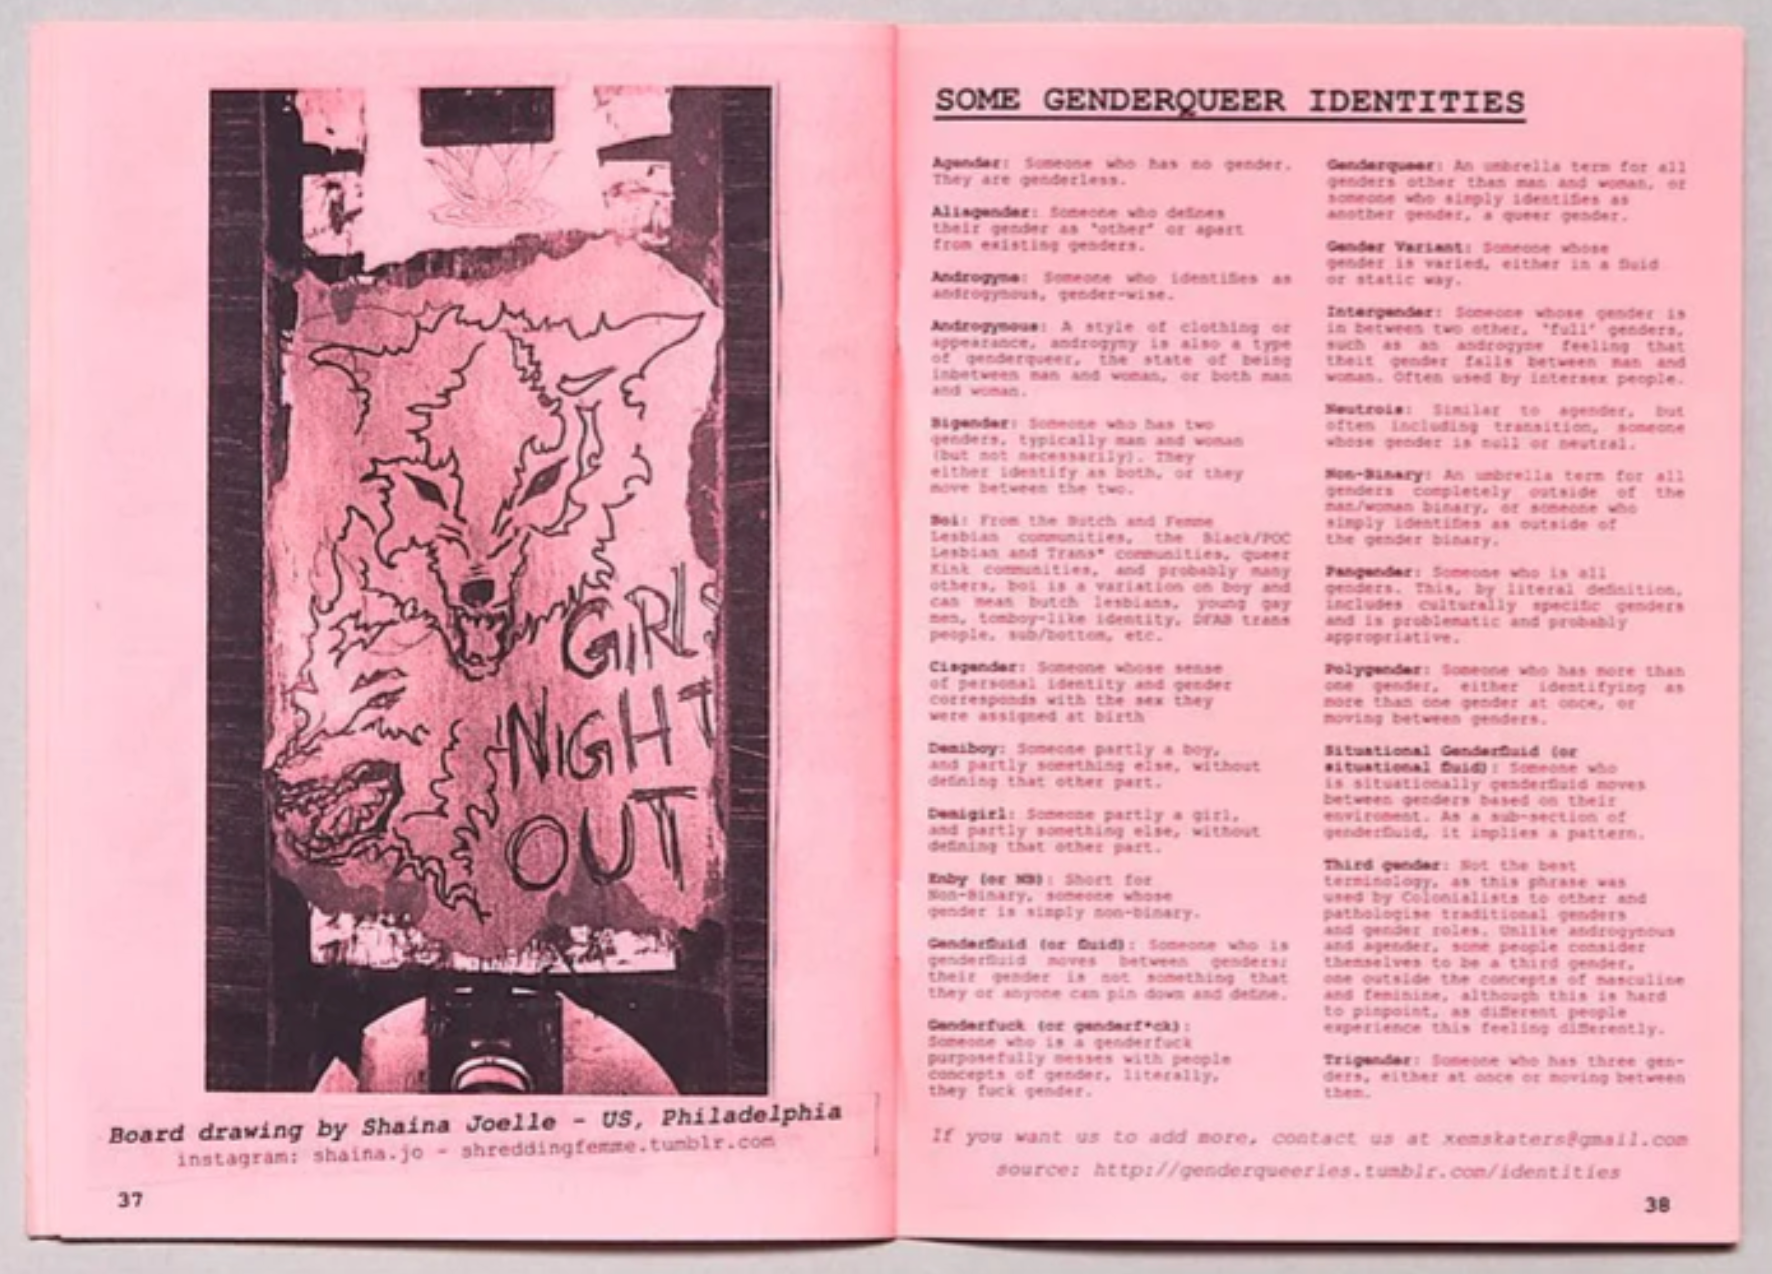 GIRLS
NIGHT
OUT
Board drawing by Shaina Joelle - US, Philadelphia
instagram: shaina.jo - shreddingfemme.tumblr.com
37
SOME GENDERQUEER IDENTITIES
Agender: Someone who has no gender.
They are genderless.
Aliagender: Someone who defines
their gender as "other" or apart
from existing genders.
Androgyne: Someone who identifies as
androgynous, gender-wise.
Androgynous: A style of clothing or
appearance, androgyny is also a type
of genderqueer, the state of being
inbetween man and woman, or both man
and woman.
Bigender: Someone who has two
genders, typically man and woman
(but not necessarily). They
either identify as both, or they
move between the two.
Boi: From the Butch and Femme
Lesbian communities, the Black/POC
Lesbian and Trans* communities, queer
Kink communities, and probably many
others, boi is a variation on boy and
can mean butch lesbians, young gay
men, tomboy-like identity, DFAB trans
people, sub/bottom, etc.
Cisgender: Someone whose sense
of personal identity and gender
corresponds with the sex they
were assigned at birth
Demiboy: Someone partly a boy,
and partly something else, without
defining that other part.
Demigirl: Someone partly a girl,
and partly something else, without
defining that other part.
Enby (or NB): Short for
Non-Binary, someone whose
gender is simply non-binary.
Genderfluid (or fluid): Someone who is
genderfluid moves between genders;
their gender is not something that
they or anyone can pin down and define.
Genderfuck (or genderf*ck):
Someone who is a genderfuck
purposefully messes with people
concepts of gender, literally,
they fuck gender.
Genderqueer: An umbrella term for all
genders other than man and woman, or
someone who simply identifies as
another gender, a queer gender.
Gender Variant: Someone whose
gender is varied, either in a fluid
or static way.
Intergender: Someone whose gender is
in between two other, "full" genders,
such as an androgyne feeling that
theit gender falls between man and
woman. Often used by intersex people.
Neutrois: Similar to agender, but
often including transition, someone
whose gender is null or neutral.
Non-Binary: An umbrella term for all
genders completely outside of the
man/woman binary, or someone who
simply identifies as outside of
the gender binary.
Pangender: Someone who is all
genders. This, by literal definition,
includes culturally specific genders
and is problematic and probably
appropriative.
Polygender: Someone who has more than
one gender, either identifying as
more than one gender at once, or
moving between genders.
Situational Genderfluid (or
situational fluid): Someone who
is situationally genderfluid moves
between genders based on their
enviroment. As a sub-section of
genderfluid, it implies a pattern.
Third gender: Not the best
terminology, as this phrase was
used by Colonialists to other and
pathologise traditional genders
and gender roles. Unlike androgynous
and agender, some people consider
themselves to be a third gender,
one outside the concepts of masculine
and feminine, although this is hard
to pinpoint, as different people
experience this feeling differently.
Trigender: Someone who has three gen-
ders, either at once or moving between
them.
If you want us to add more, contact us at xemskaters@gmail.com
source: http://genderqueeries.tumblr.com/identities
38